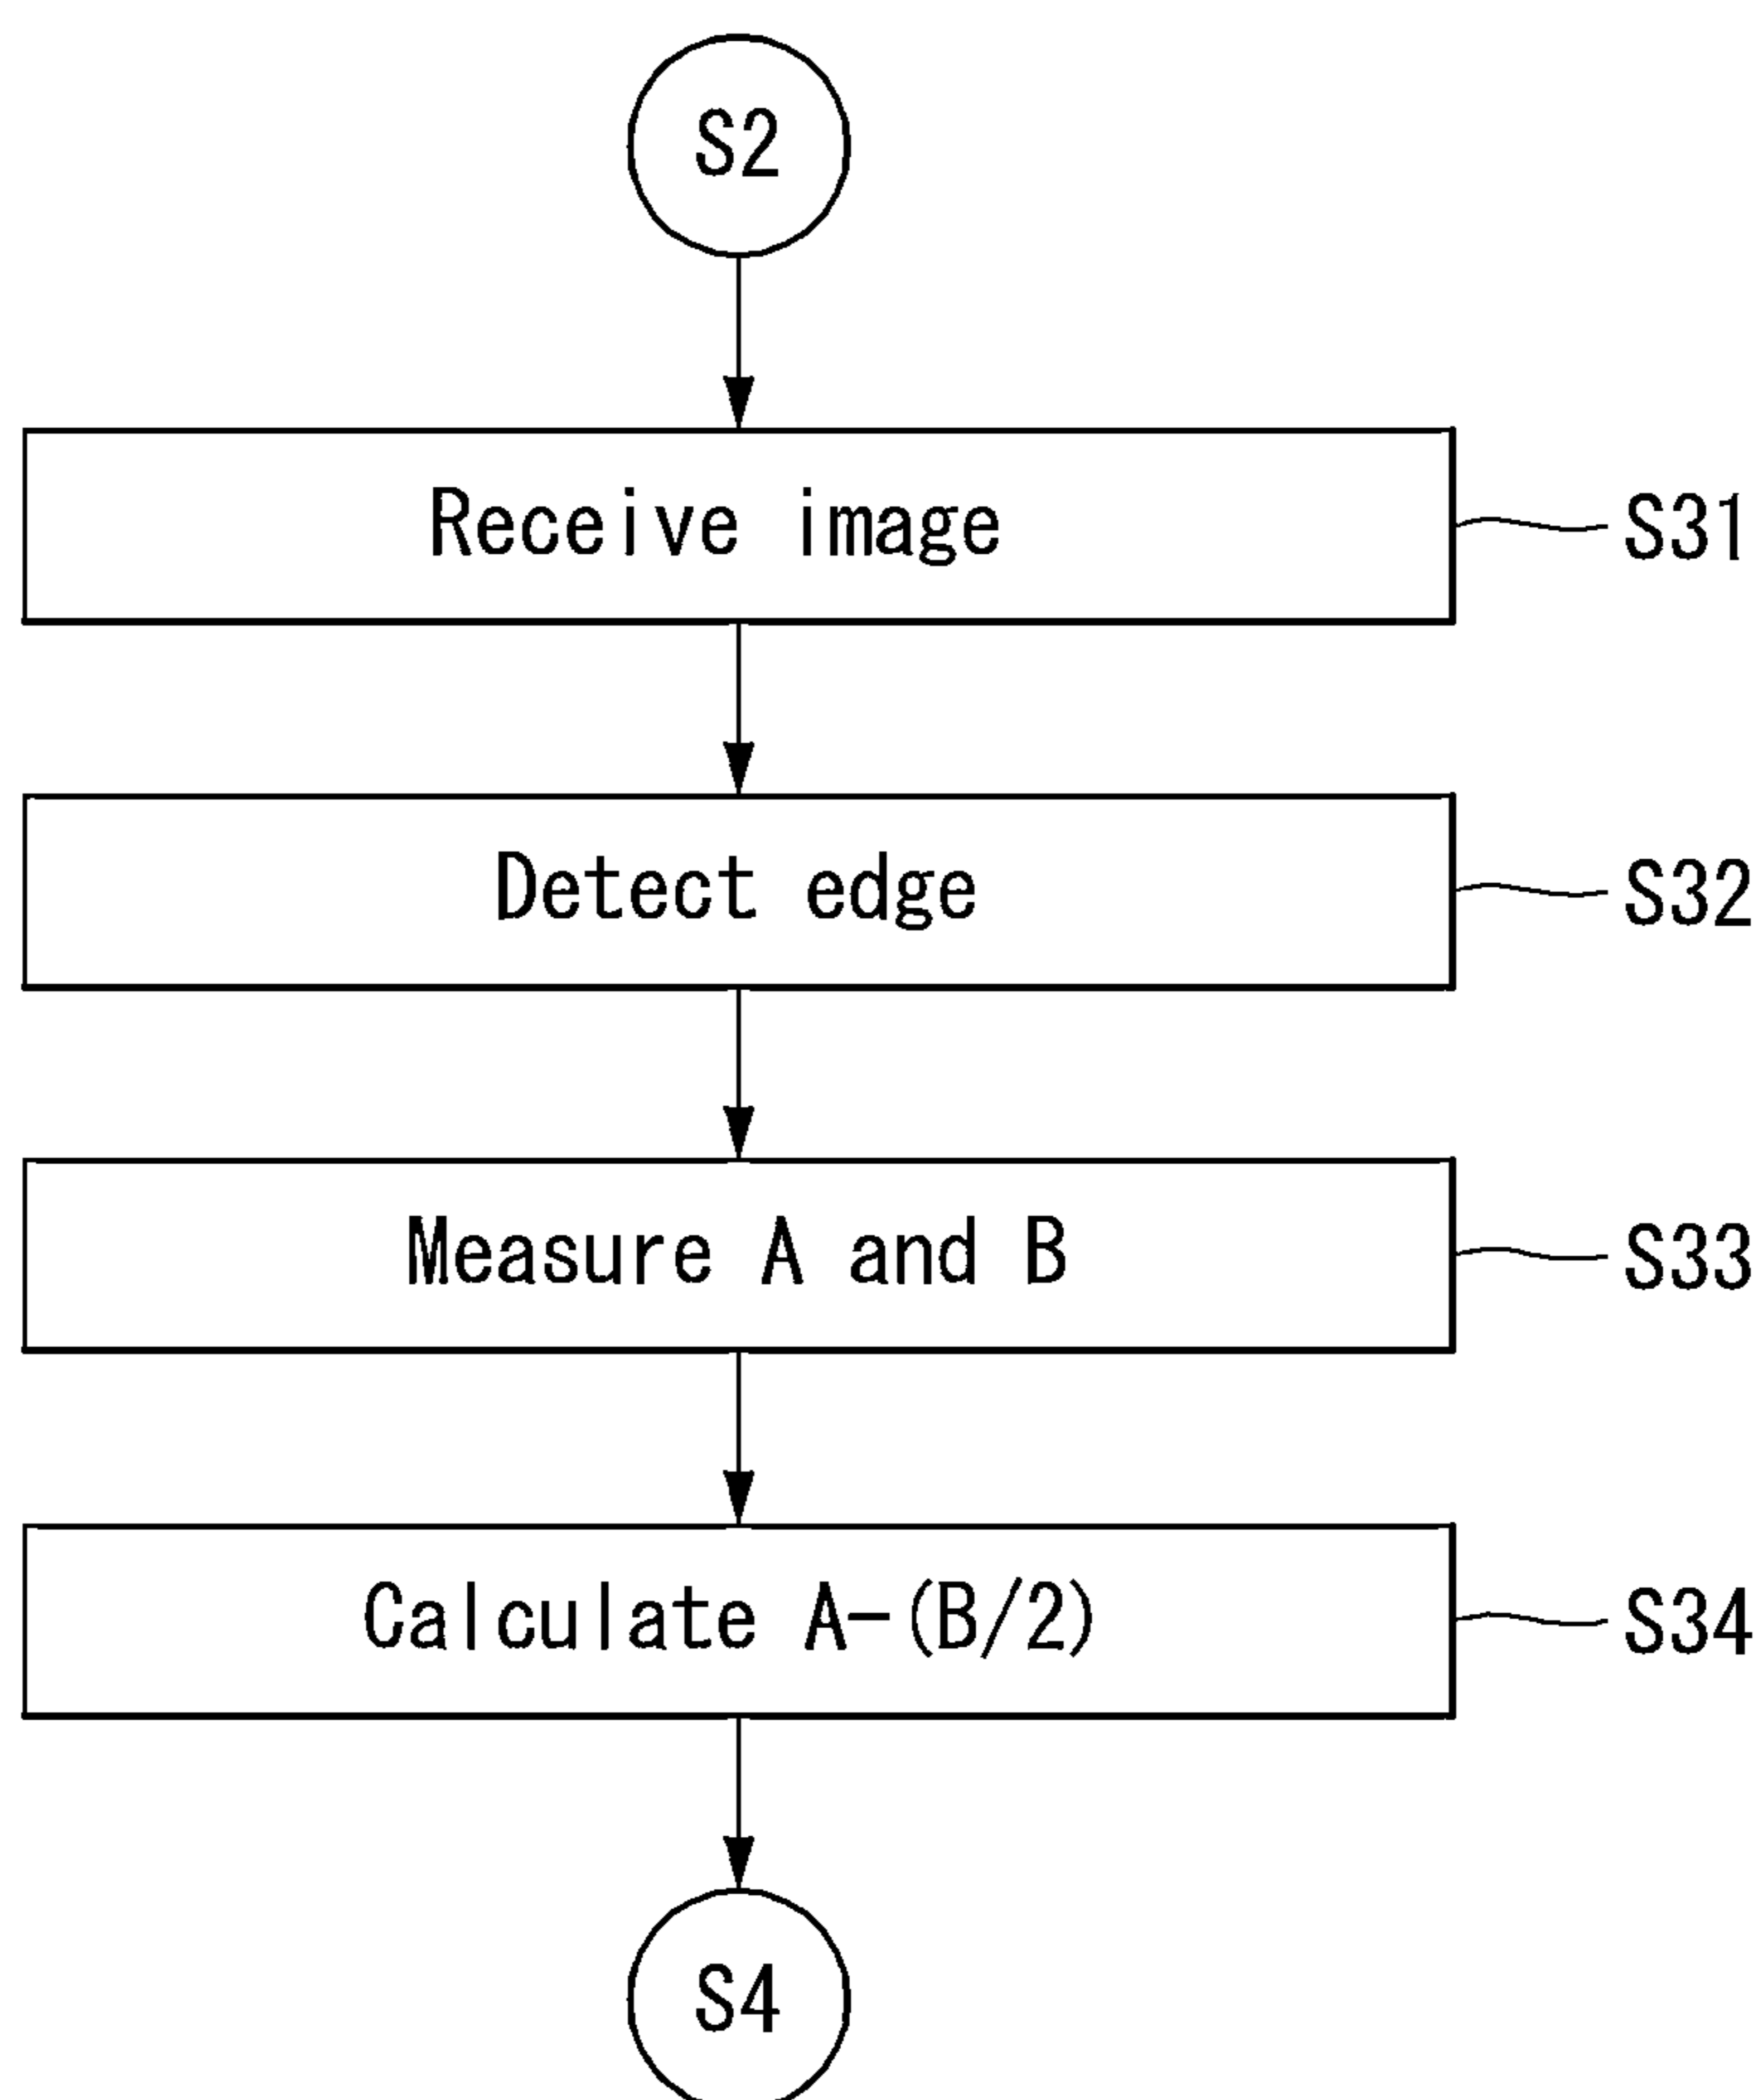 S2
Receive image
S31
Detect edge
S32
Measure A and B
S33
Calculate A-(B/2)
S34
S4